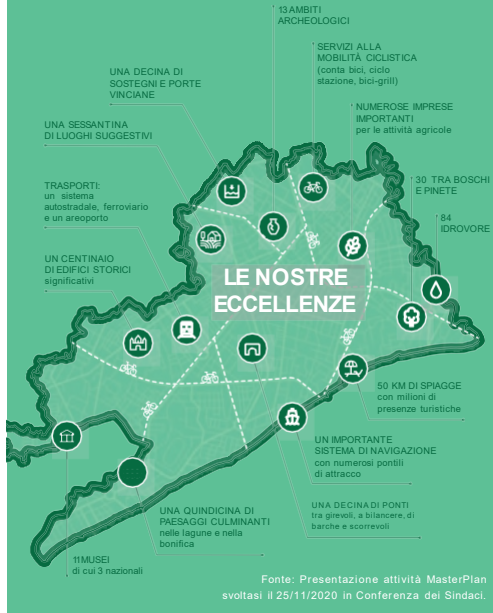 13 AMBITI
ARCHEOLOGICI
SERVIZI ALLA
MOBILITÀ CICLISTICA
(conta bici, ciclo
stazione, bici-grill)
UNA DECINA DI
SOSTEGNI E PORTE
VINCIANE
NUMEROSE IMPRESE
IMPORTANTI
per le attività agricole
UNA SESSANTINA
DI LUOGHI SUGGESTIVI
TRASPORTI:
un sistema
autostradale, ferroviario
e un areoporto
30 TRA BOSCHI
E PINETE
84
IDROVORE
UN CENTINAIO
DI EDIFICI STORICI
significativi
LE NOSTRE
ECCELLENZE
50 KM DI SPIAGGE
con milioni di
presenze turistiche
UN IMPORTANTE
SISTEMA DI NAVIGAZIONE
con numerosi pontili
di attracco
UNA DECINA DI PONTI
tra girevoli, a bilancere, di
barche e scorrevoli
UNA QUINDICINA DI
PAESAGGI CULMINANTI
nelle lagune e nella
bonifica
11 MUSEI
di cui 3 nazionali
Fonte: Presentazione attività MasterPlan
svoltasi il 25/11/2020 in Conferenza dei Sindaci.